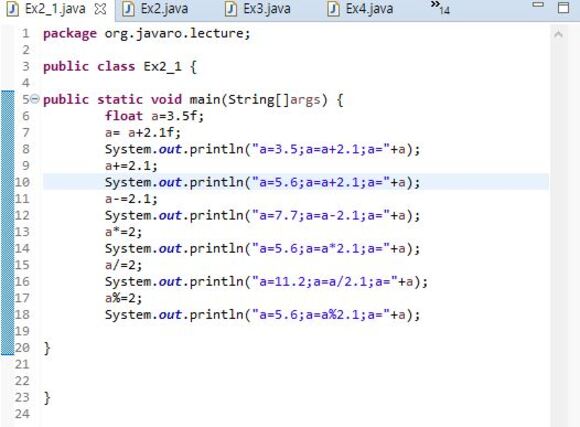 Ex2_1.java Ex2.java Ex3.java Ex4.java »14
1 package org.javaro.lecture;
2
3 public class Ex2_1 {
4
5 public static void main(String[]args) {
6 float a=3.5f;
7 a= a+2.1f;
8 System.out.println("a=3.5;a=a+2.1;a="+a);
9 a+=2.1;
10 System.out.println("a=5.6;a=a+2.1;a="+a);
11 a-=2.1;
12 System.out.println("a=7.7;a=a-2.1;a="+a);
13 a*=2;
14 System.out.println("a=5.6;a=a*2.1;a="+a);
15 a/=2;
16 System.out.println("a=11.2;a=a/2.1;a="+a);
17 a%=2;
18 System.out.println("a=5.6;a=a%2.1;a="+a);
19
20 }
21
22
23 }
24